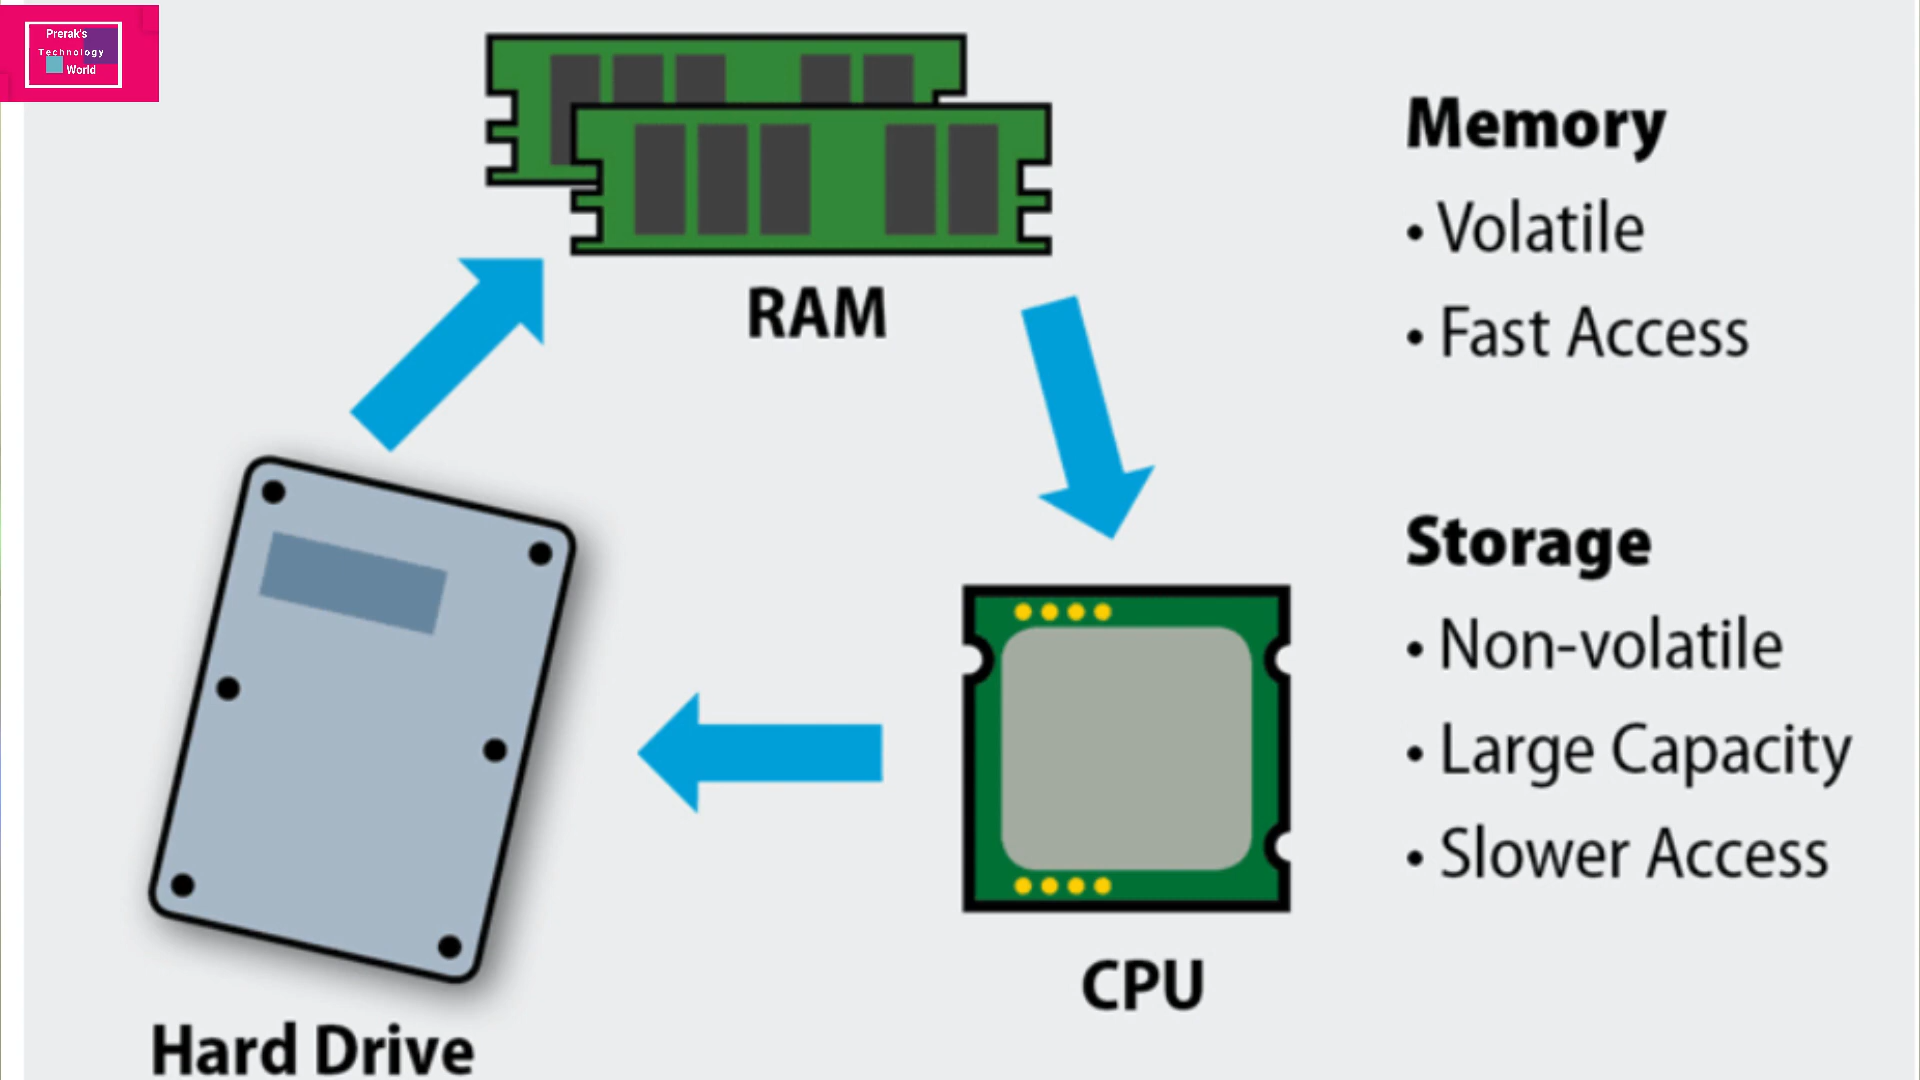 Prerak's
Technology
World
RAM
Hard Drive
CPU
Memory
• Volatile
• Fast Access
Storage
• Non-volatile
• Large Capacity
• Slower Access